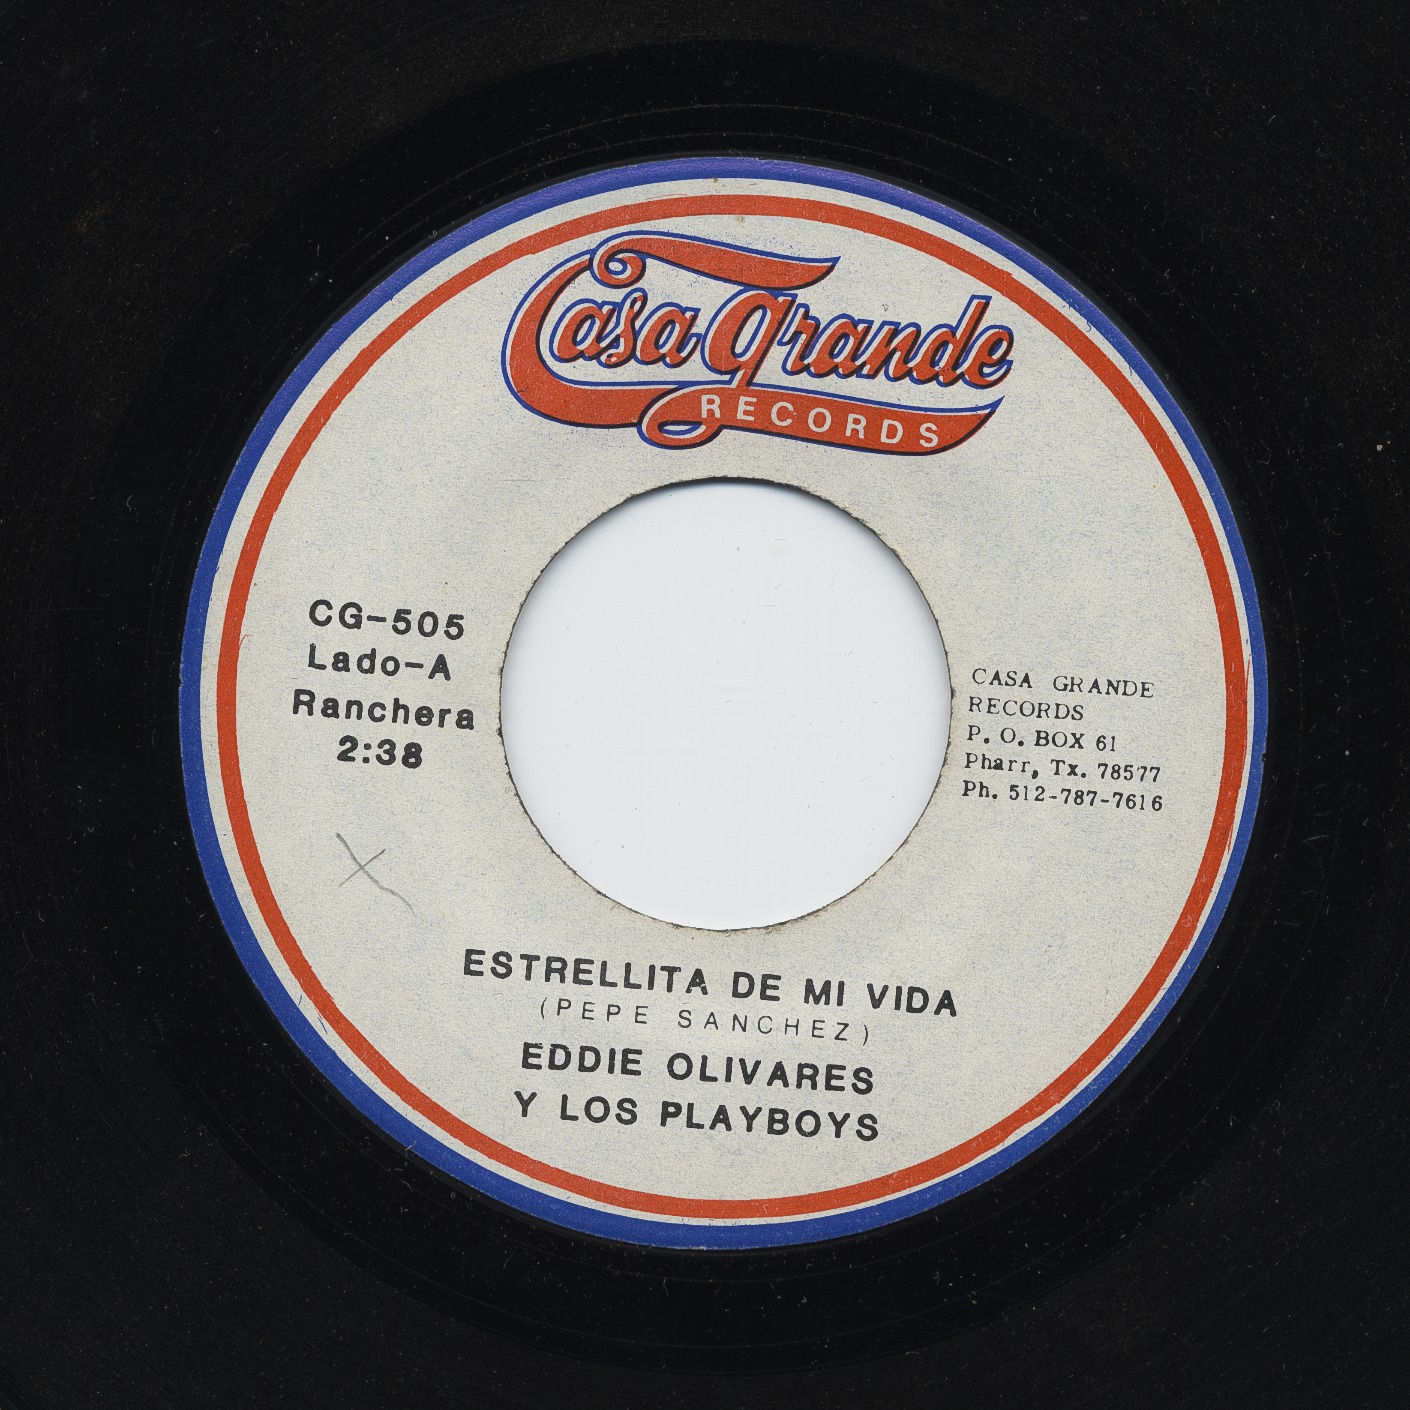 Casa Grande
RECORDS
CG-505
Lado-A
Ranchera
2:38
CASA GRANDE
RECORDS
P. O. BOX 61
Pharr, Tx. 78577
Ph. 512-787-7616
ESTRELLITA DE MI VIDA
(PEPE SANCHEZ)
EDDIE OLIVARES
Y LOS PLAYBOYS